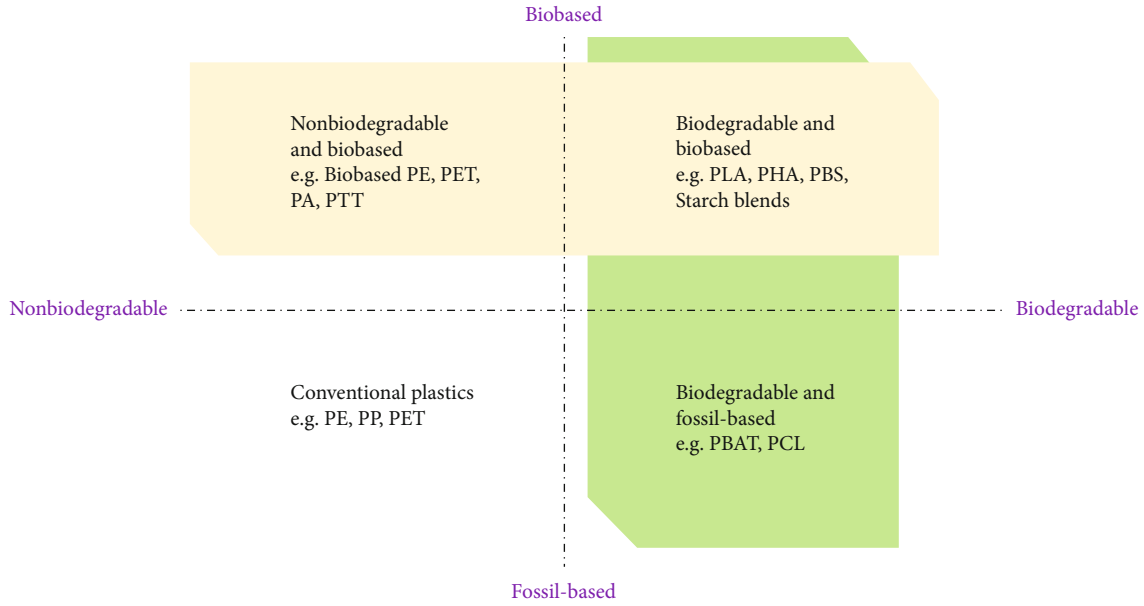 Biobased
Nonbiodegradable
and biobased
e.g. Biobased PE, PET,
PA, PTT
Biodegradable and
biobased
e.g. PLA, PHA, PBS,
Starch blends
Nonbiodegradable
Biodegradable
Conventional plastics
e.g. PE, PP, PET
Biodegradable and
fossil-based
e.g. PBAT, PCL
Fossil-based